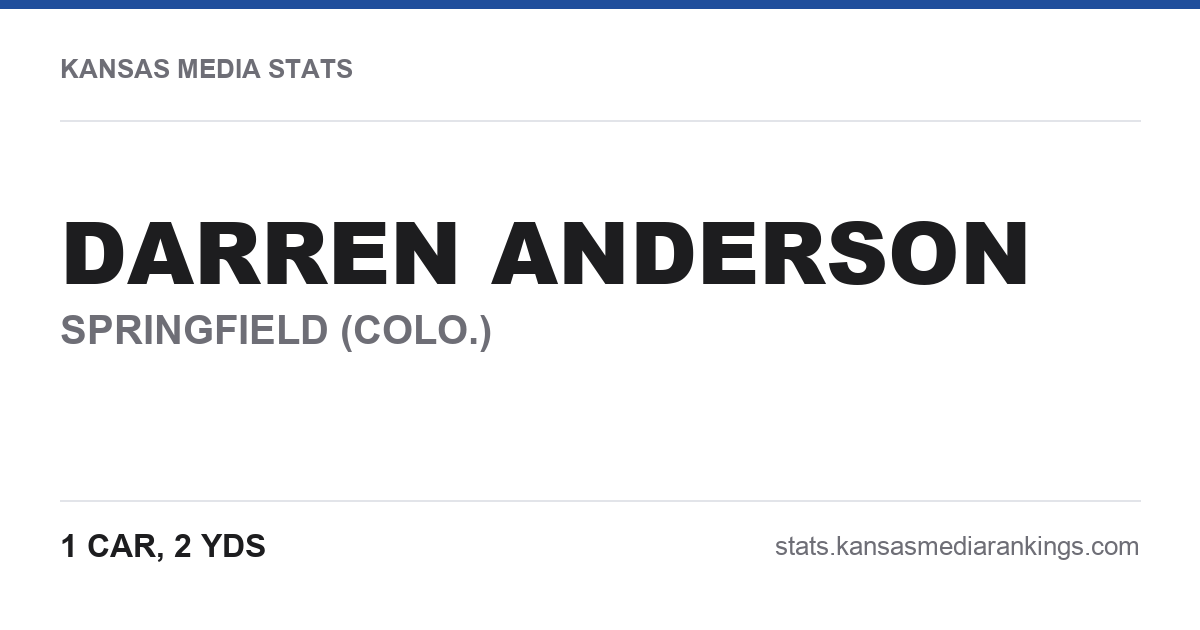 KANSAS MEDIA STATS
DARREN ANDERSON
SPRINGFIELD (COLO.)
1 CAR, 2 YDS
stats.kansasmediarankings.com